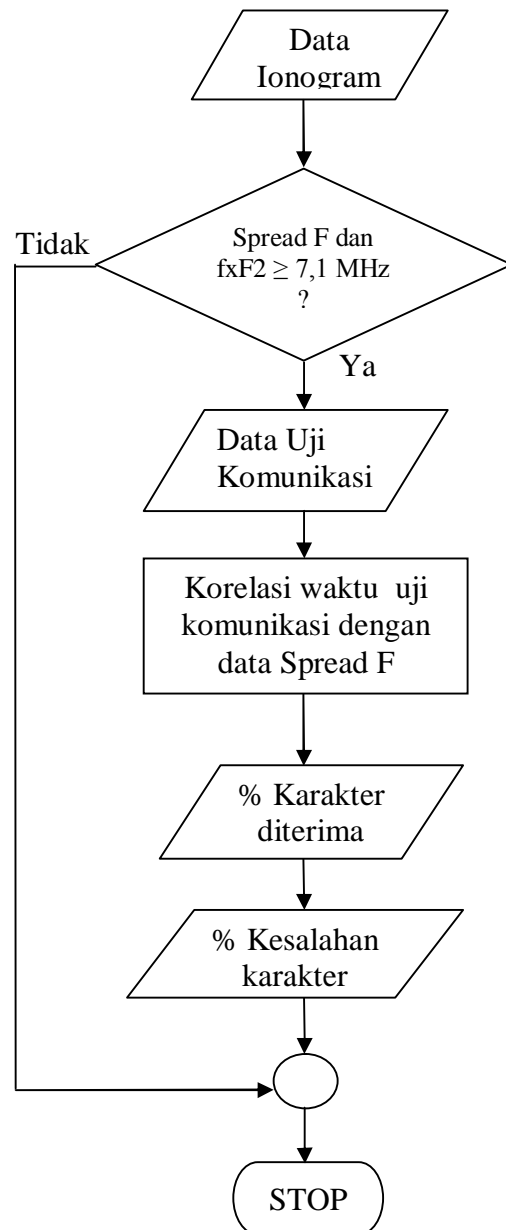 Data
Ionogram
Tidak
Spread F dan
fxF2 ≥ 7,1 MHz
?
Ya
Data Uji
Komunikasi
Korelasi waktu uji
komunikasi dengan
data Spread F
% Karakter
diterima
% Kesalahan
karakter
STOP